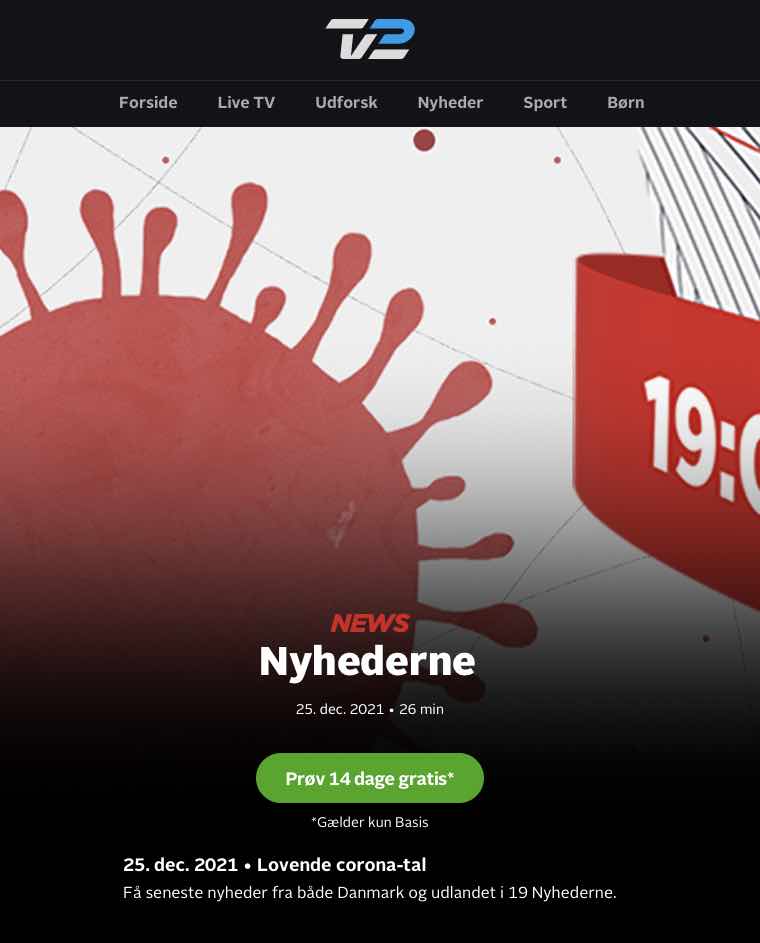 TV2
Forside Live TV Udforsk Nyheder Sport Børn
19:0
NEWS
Nyhederne
25. dec. 2021 • 26 min
Prøv 14 dage gratis*
*Gælder kun Basis
25. dec. 2021 • Lovende corona-tal
Få seneste nyheder fra både Danmark og udlandet i 19 Nyhederne.